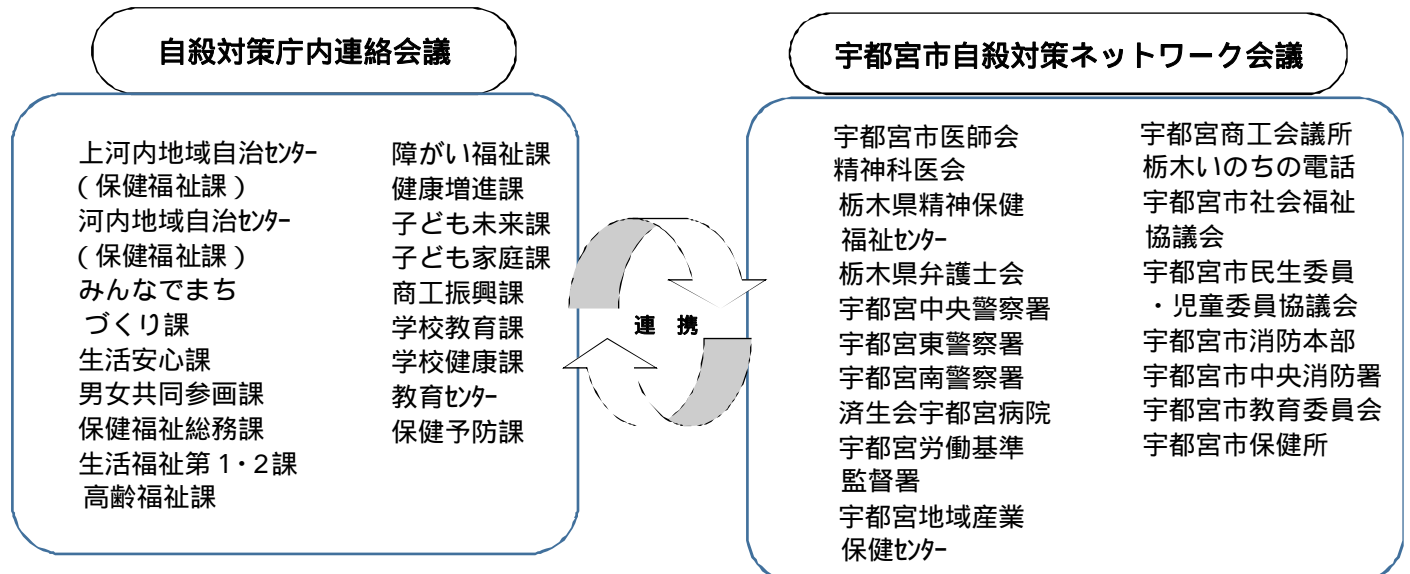 自殺対策庁内連絡会議
上河内地域自治ｾﾝﾀｰ
(保健福祉課)
河内地域自治ｾﾝﾀｰ
(保健福祉課)
みんなでまち
づくり課
生活安心課
男女共同参画課
保健福祉総務課
生活福祉第1・2課
高齢福祉課
障がい福祉課
健康増進課
子ども未来課
子ども家庭課
商工振興課
学校教育課
学校健康課
教育ｾﾝﾀｰ
保健予防課
連 携
宇都宮市自殺対策ネットワーク会議
宇都宮市医師会
精神科医会
栃木県精神保健
福祉ｾﾝﾀｰ
栃木県弁護士会
宇都宮中央警察署
宇都宮東警察署
宇都宮南警察署
済生会宇都宮病院
宇都宮労働基準
監督署
宇都宮地域産業
保健ｾﾝﾀｰ
宇都宮商工会議所
栃木いのちの電話
宇都宮市社会福祉
協議会
宇都宮市民生委員
・児童委員協議会
宇都宮市消防本部
宇都宮市中央消防署
宇都宮市教育委員会
宇都宮市保健所